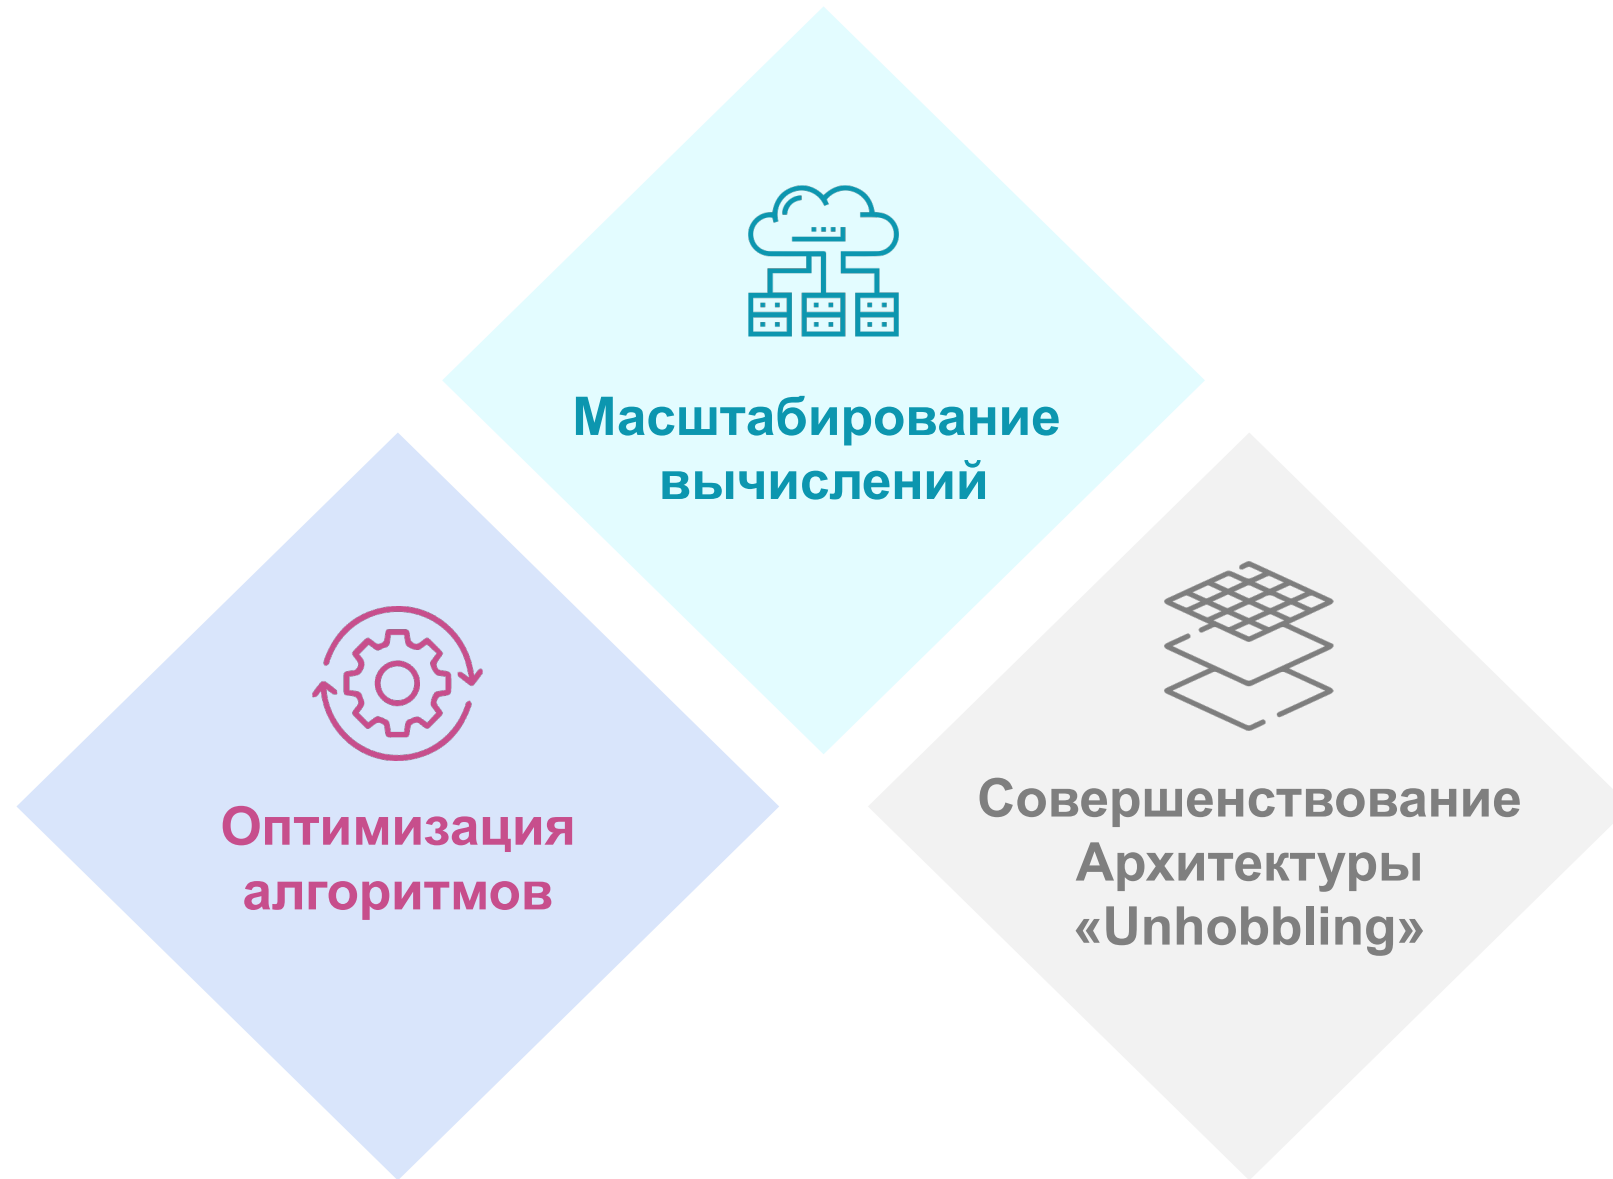 Масштабирование
вычислений
Оптимизация
алгоритмов
Совершенствование
Архитектуры
«Unhobbling»